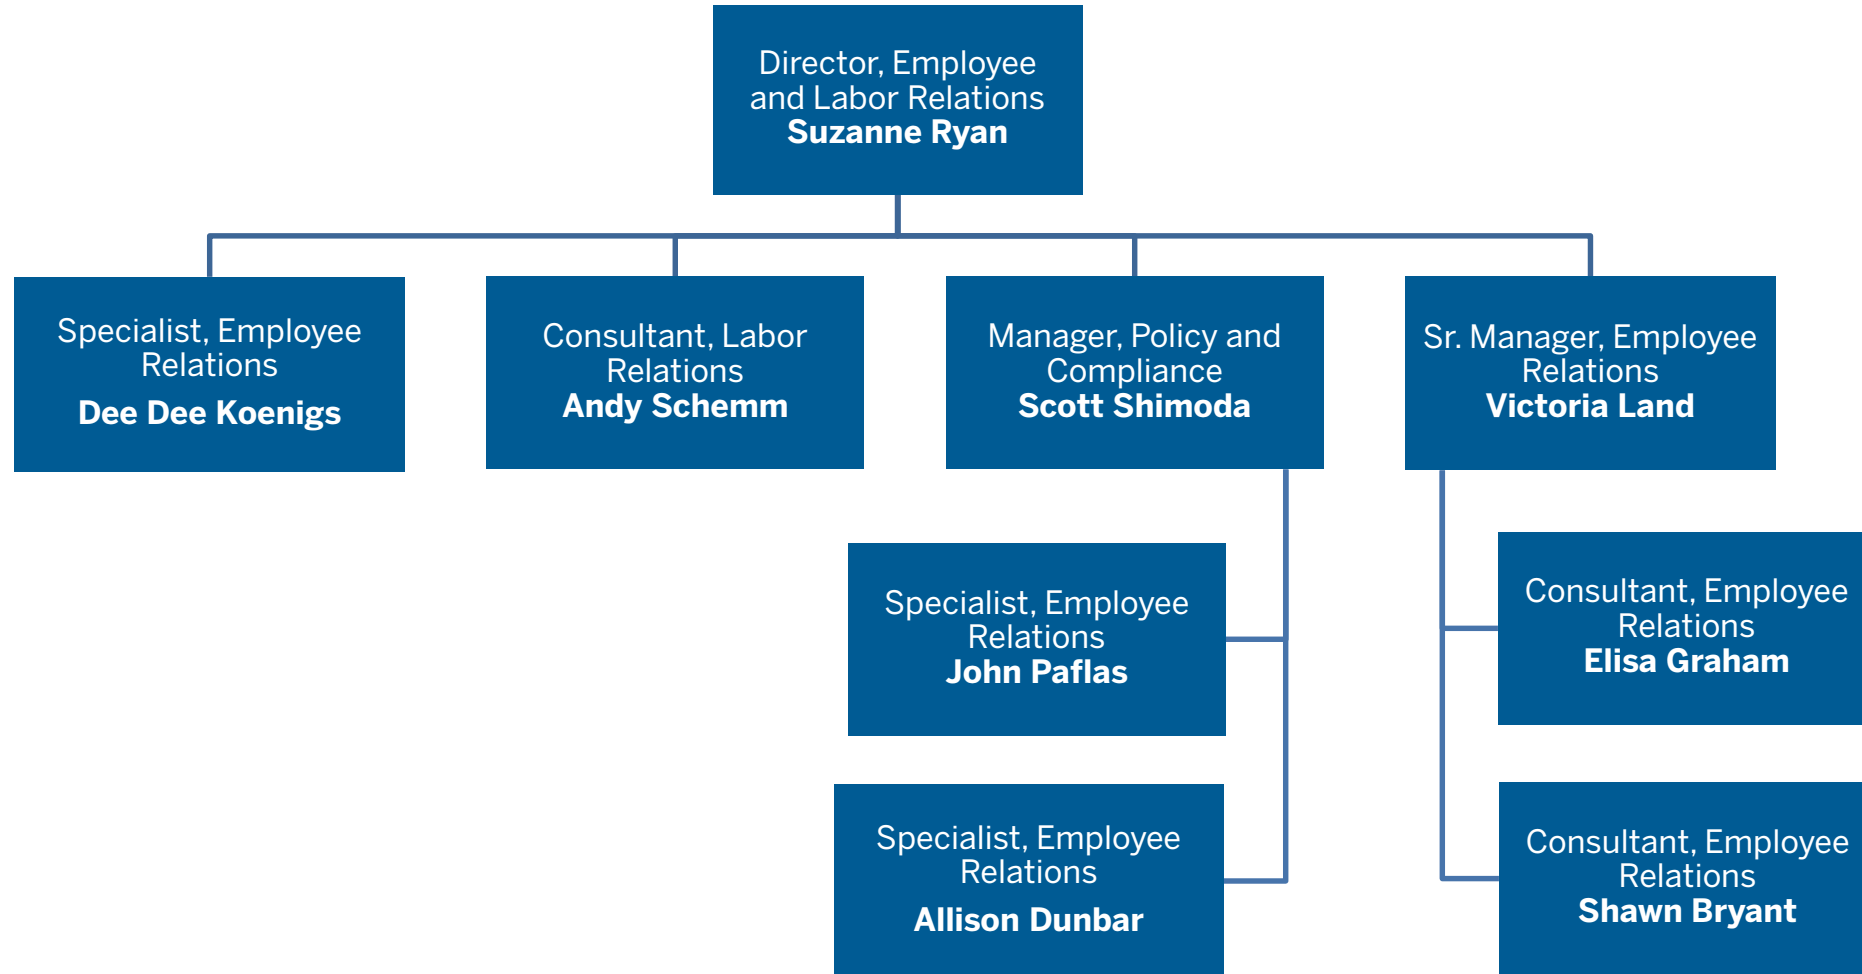 Director, Employee
and Labor Relations
Suzanne Ryan
Specialist, Employee
Relations
Dee Dee Koenigs
Consultant, Labor
Relations
Andy Schemm
Manager, Policy and
Compliance
Scott Shimoda
Sr. Manager, Employee
Relations
Victoria Land
Specialist, Employee
Relations
John Paflas
Consultant, Employee
Relations
Elisa Graham
Specialist, Employee
Relations
Allison Dunbar
Consultant, Employee
Relations
Shawn Bryant